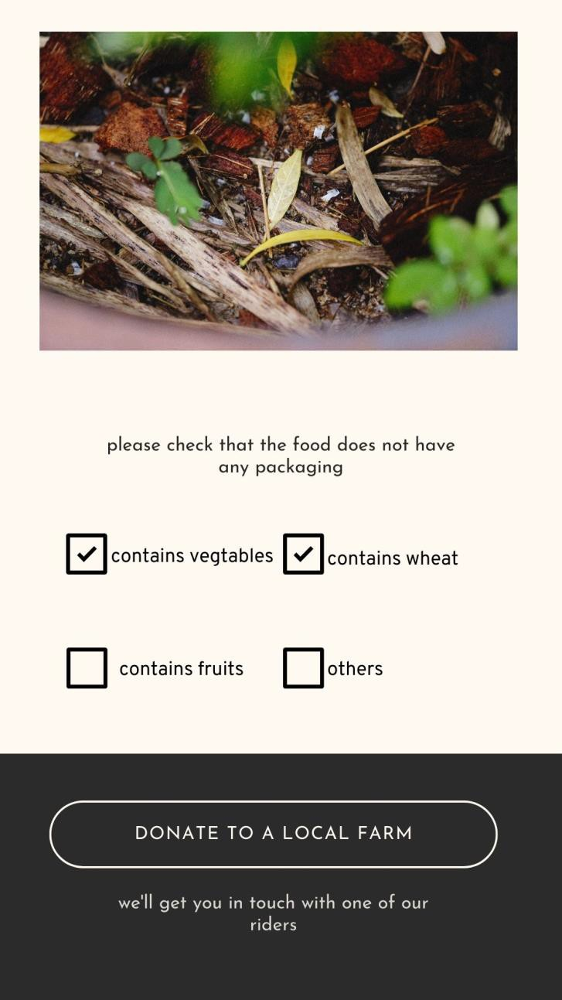 please check that the food does not have
any packaging
contains vegtables
contains wheat
contains fruits
others
DONATE TO A LOCAL FARM
we'll get you in touch with one of our
riders